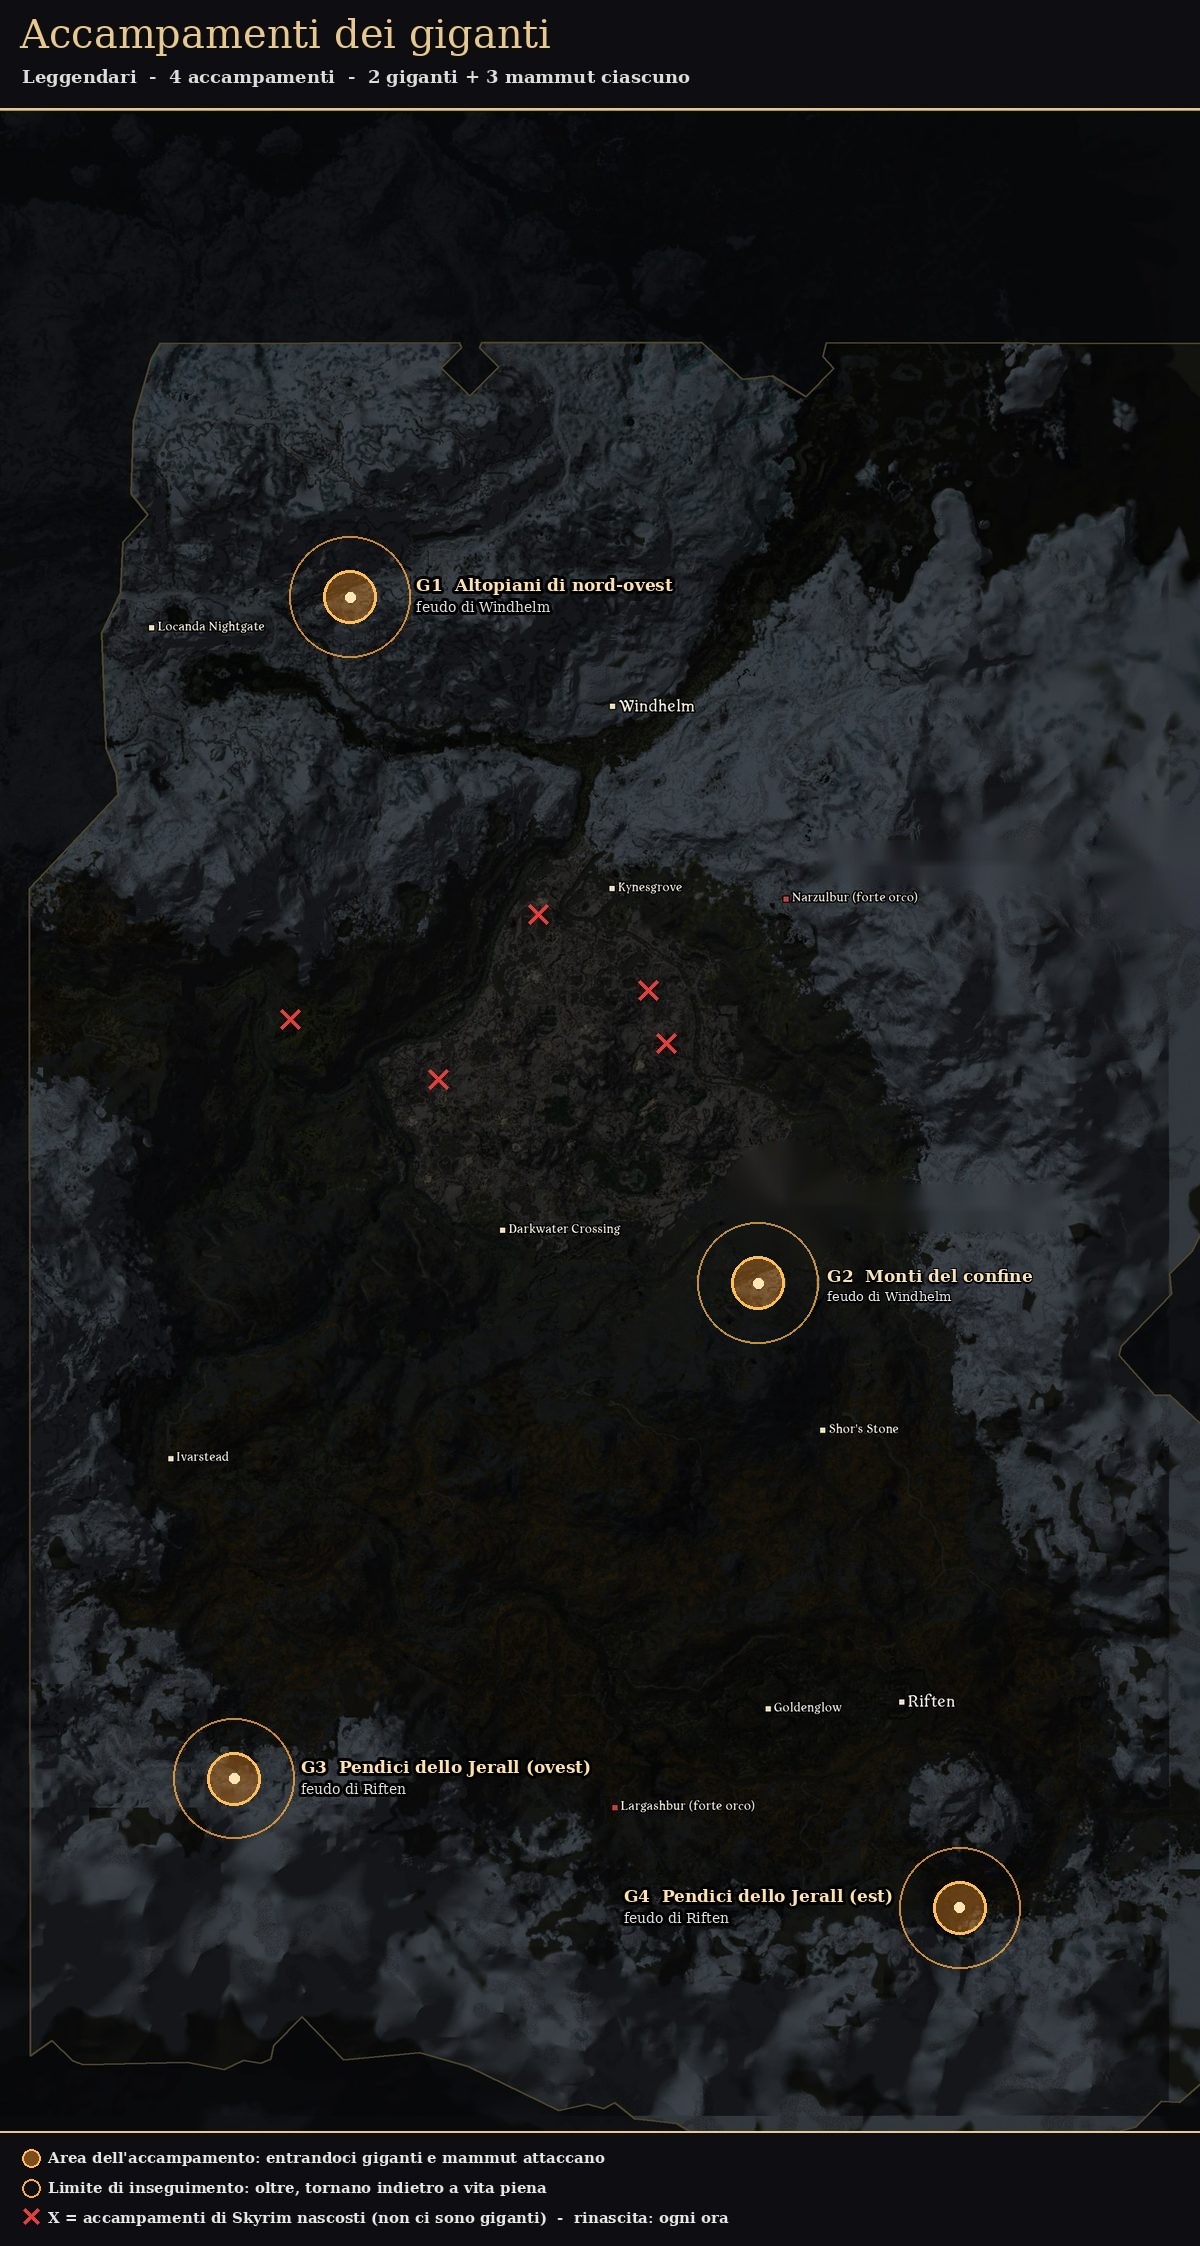 Accampamenti dei giganti
Leggendari - 4 accampamenti - 2 giganti + 3 mammut ciascuno
G1 Altopiani di nord-ovest
feudo di Windhelm
Locanda Nightgate
Windhelm
Kynesgrove
Narzulbur (forte orco)
Darkwater Crossing
G2 Monti del confine
feudo di Windhelm
Shor's Stone
Ivarstead
Riften
Goldenglow
G3 Pendici dello Jerall (ovest)
feudo di Riften
Largashbur (forte orco)
G4 Pendici dello Jerall (est)
feudo di Riften
Area dell'accampamento: entrandoci giganti e mammut attaccano
Limite di inseguimento: oltre, tornano indietro a vita piena
X = accampamenti di Skyrim nascosti (non ci sono giganti) - rinascita: ogni ora